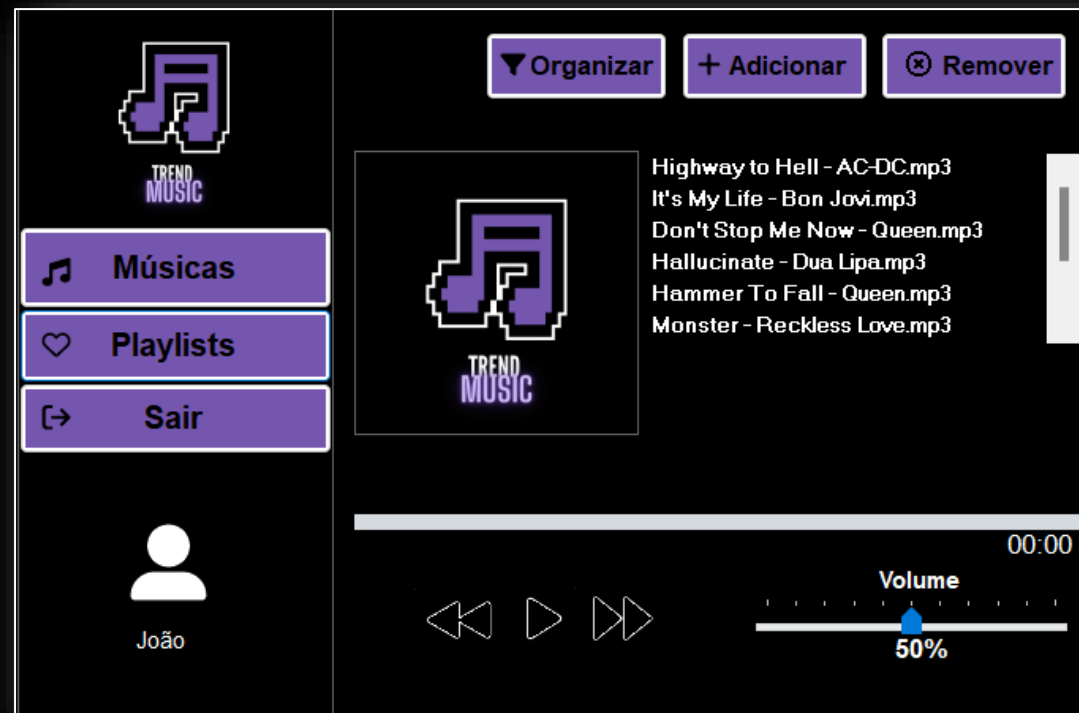 TREND
MUSIC
Músicas
Playlists
Sair
João
Organizar
Adicionar
Remover
TREND
MUSIC
Highway to Hell - AC-DC.mp3
It's My Life - Bon Jovi.mp3
Don't Stop Me Now - Queen.mp3
Hallucinate - Dua Lipa.mp3
Hammer To Fall - Queen.mp3
Monster - Reckless Love.mp3
00:00
Volume
50%